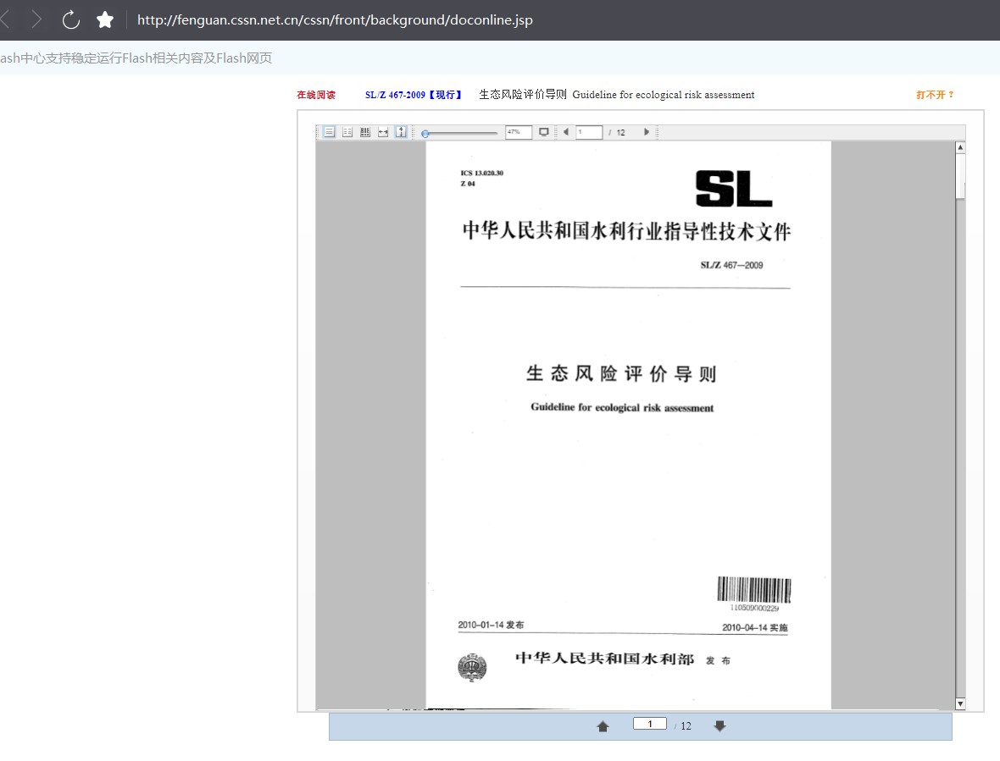 http://fenguan.cssn.net.cn/cssn/front/background/doconline.jsp
ash中心支持稳定运行Flash相关内容及Flash网页
在线阅读 SL/Z 467-2009【现行】 生态风险评价导则 Guideline for ecological risk assessment 打不开？
47% 1 / 12
ICS 13.020.30
Z 04
SL
中华人民共和国水利行业指导性技术文件
SL/Z 467—2009
生态风险评价导则
Guideline for ecological risk assessment
110509000229
2010-01-14 发布 2010-04-14 实施
中华人民共和国水利部 发布
1 / 12